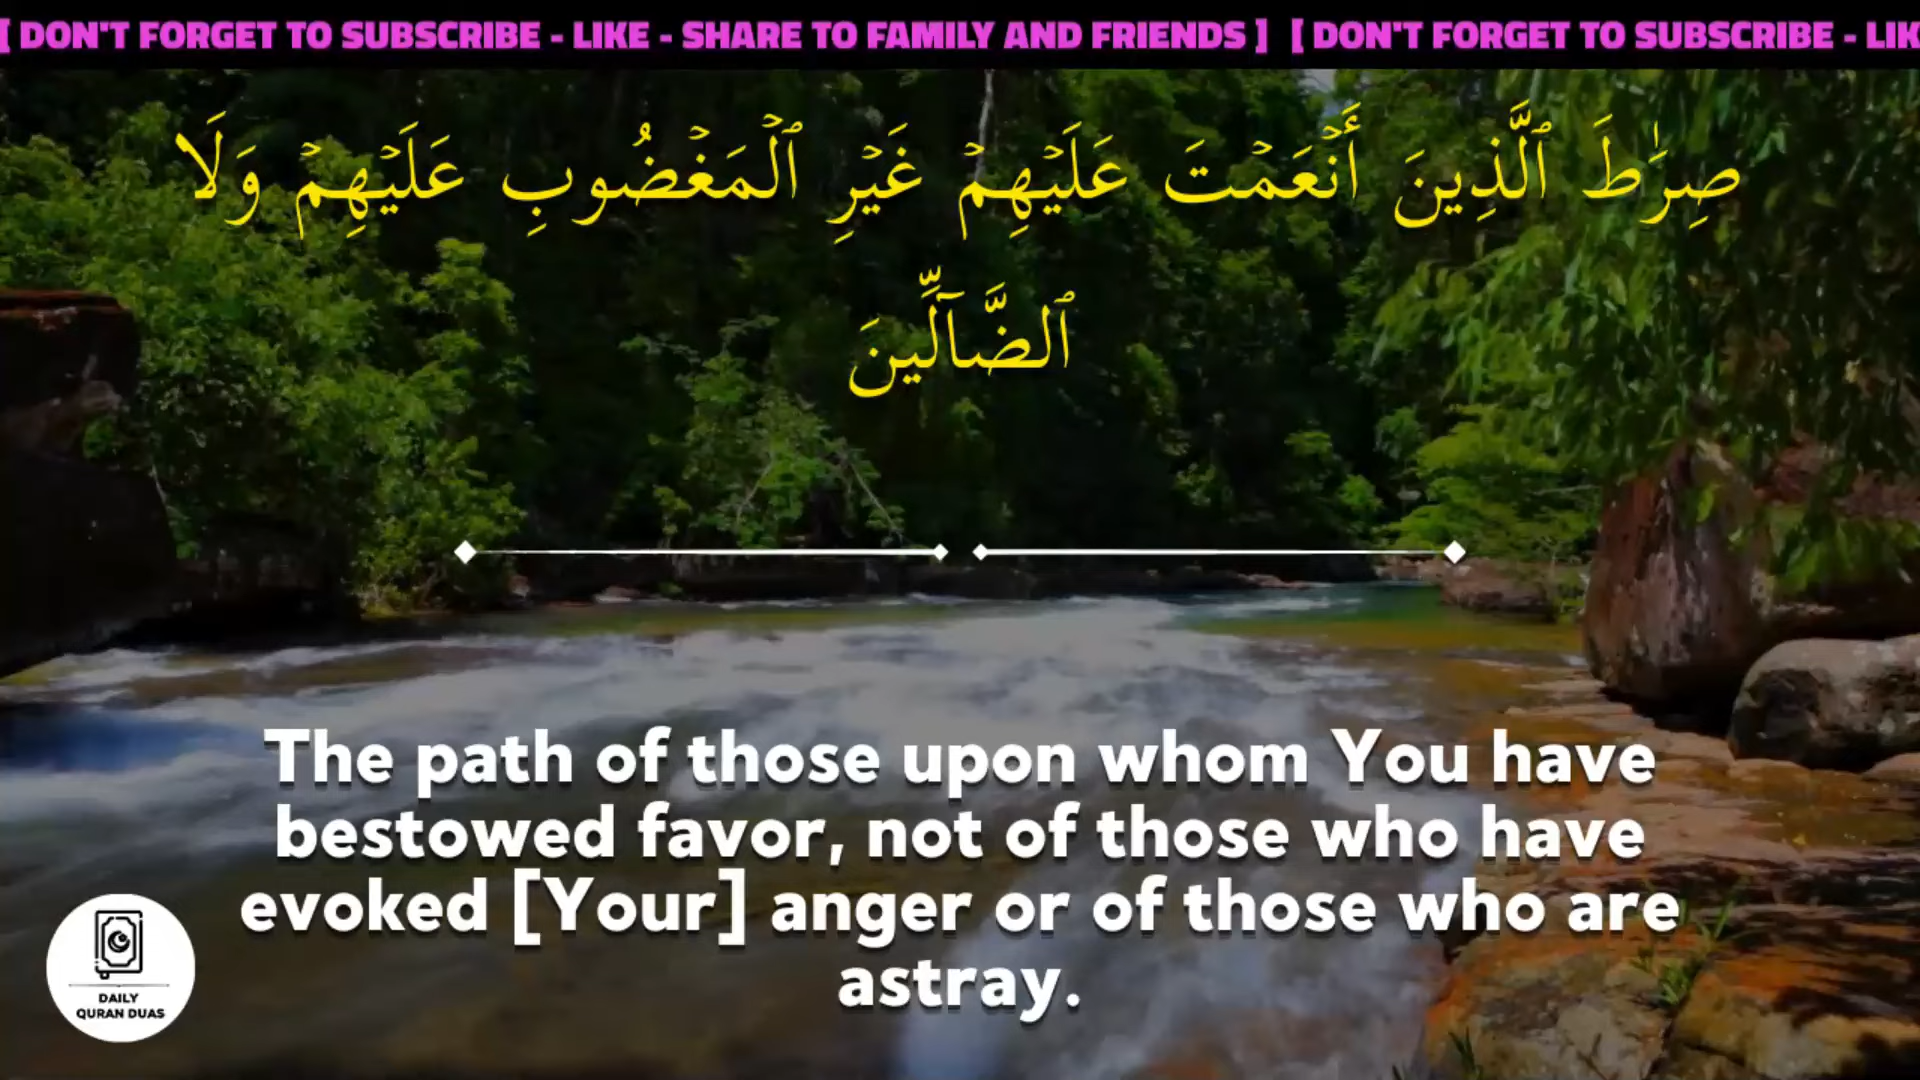 [ DON'T FORGET TO SUBSCRIBE - LIKE - SHARE TO FAMILY AND FRIENDS ] [ DON'T FORGET TO SUBSCRIBE - LIK
صِرَٰطَ ٱلَّذِينَ أَنۡعَمۡتَ عَلَيۡهِمۡ غَيۡرِ ٱلۡمَغۡضُوبِ عَلَيۡهِمۡ وَلَا
ٱلضَّآلِّينَ
The path of those upon whom You have
bestowed favor, not of those who have
evoked [Your] anger or of those who are
astray.
DAILY
QURAN DUAS